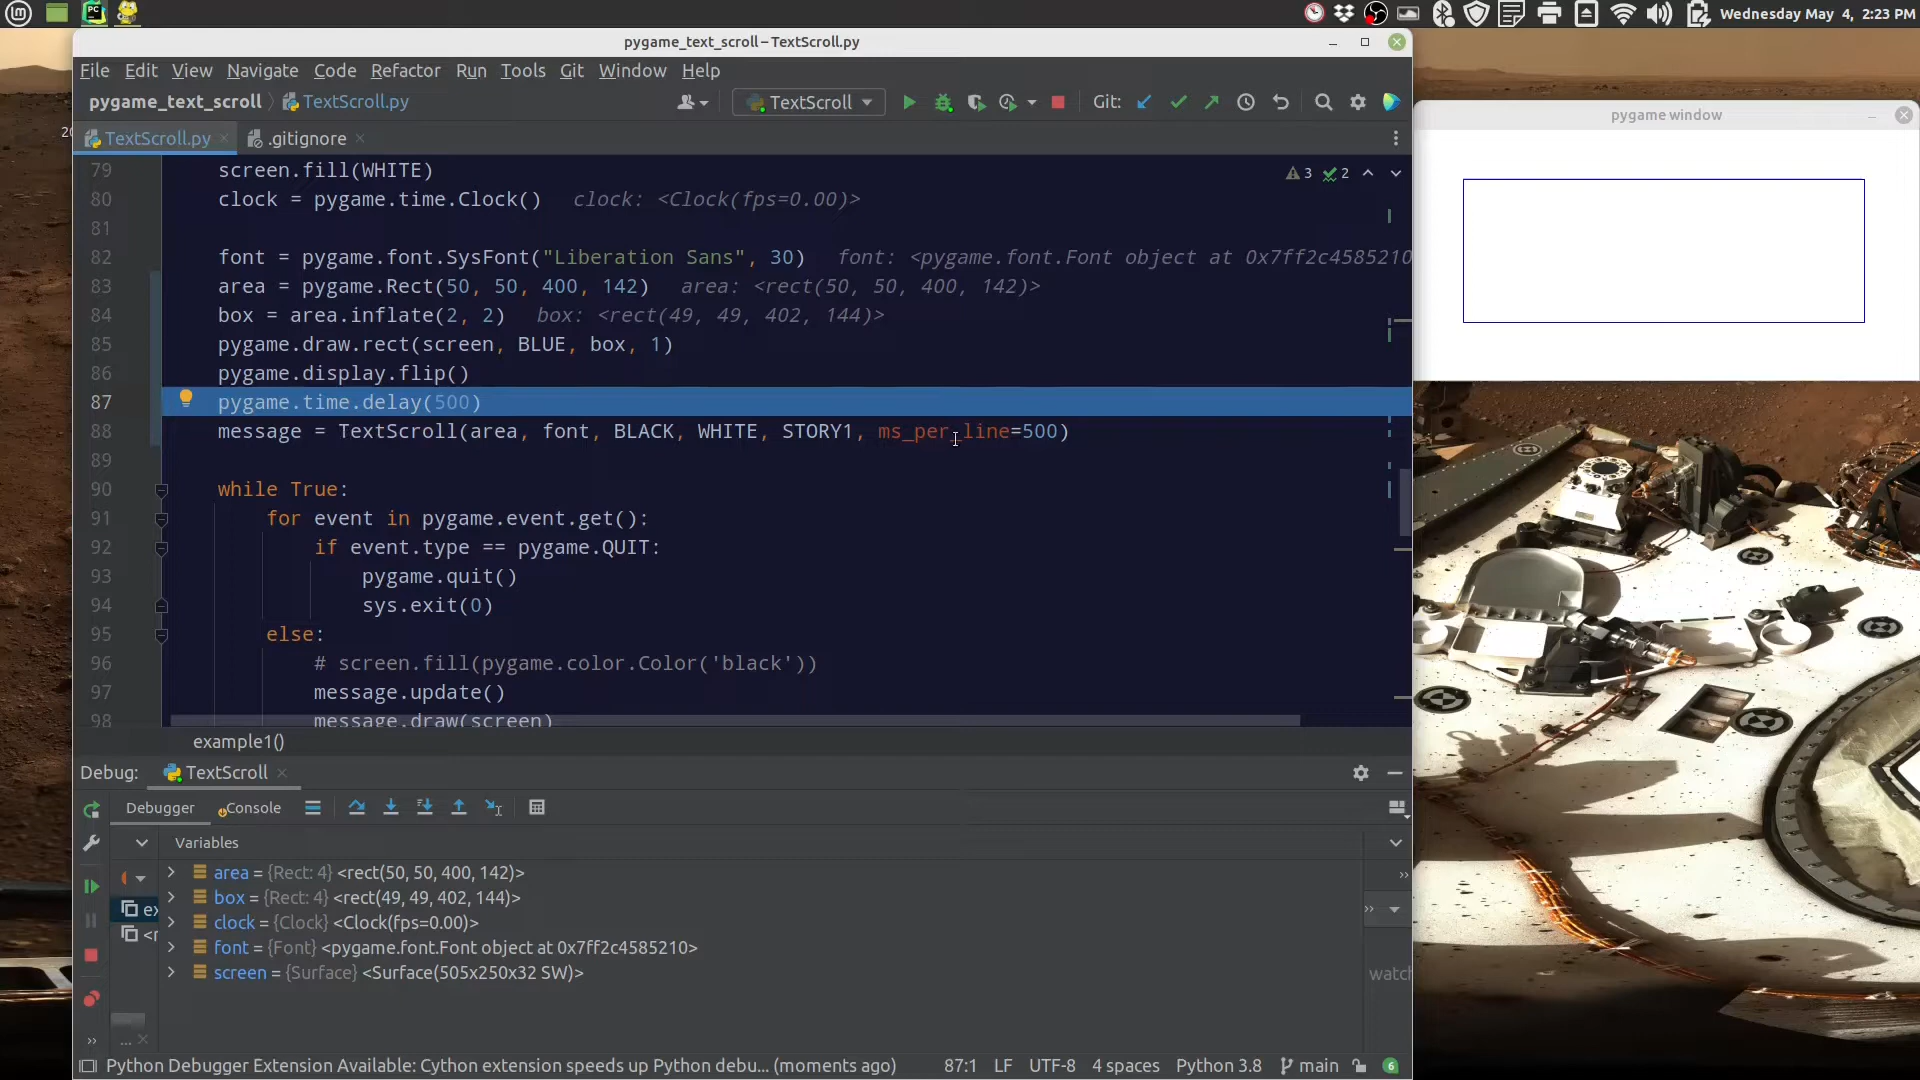 Wednesday May 4, 2:23 PM
pygame_text_scroll – TextScroll.py
File Edit View Navigate Code Refactor Run Tools Git Window Help
pygame_text_scroll TextScroll.py TextScroll Git:
TextScroll.py .gitignore
pygame window
3 2
79 screen.fill(WHITE)
80 clock = pygame.time.Clock() clock: <Clock(fps=0.00)>
81
82 font = pygame.font.SysFont("Liberation Sans", 30) font: <pygame.font.Font object at 0x7ff2c4585210
83 area = pygame.Rect(50, 50, 400, 142) area: <rect(50, 50, 400, 142)>
84 box = area.inflate(2, 2) box: <rect(49, 49, 402, 144)>
85 pygame.draw.rect(screen, BLUE, box, 1)
86 pygame.display.flip()
87 pygame.time.delay(500)
88 message = TextScroll(area, font, BLACK, WHITE, STORY1, ms_per_line=500)
89
90 while True:
91 for event in pygame.event.get():
92 if event.type == pygame.QUIT:
93 pygame.quit()
94 sys.exit(0)
95 else:
96 # screen.fill(pygame.color.Color('black'))
97 message.update()
98 message.draw(screen)
example1()
Debug: TextScroll
Debugger Console
Variables
area = {Rect: 4} <rect(50, 50, 400, 142)>
box = {Rect: 4} <rect(49, 49, 402, 144)>
clock = {Clock} <Clock(fps=0.00)>
font = {Font} <pygame.font.Font object at 0x7ff2c4585210>
screen = {Surface} <Surface(505x250x32 SW)>
ex
<r
watch
Python Debugger Extension Available: Cython extension speeds up Python debu... (moments ago) 87:1 LF UTF-8 4 spaces Python 3.8 main 6